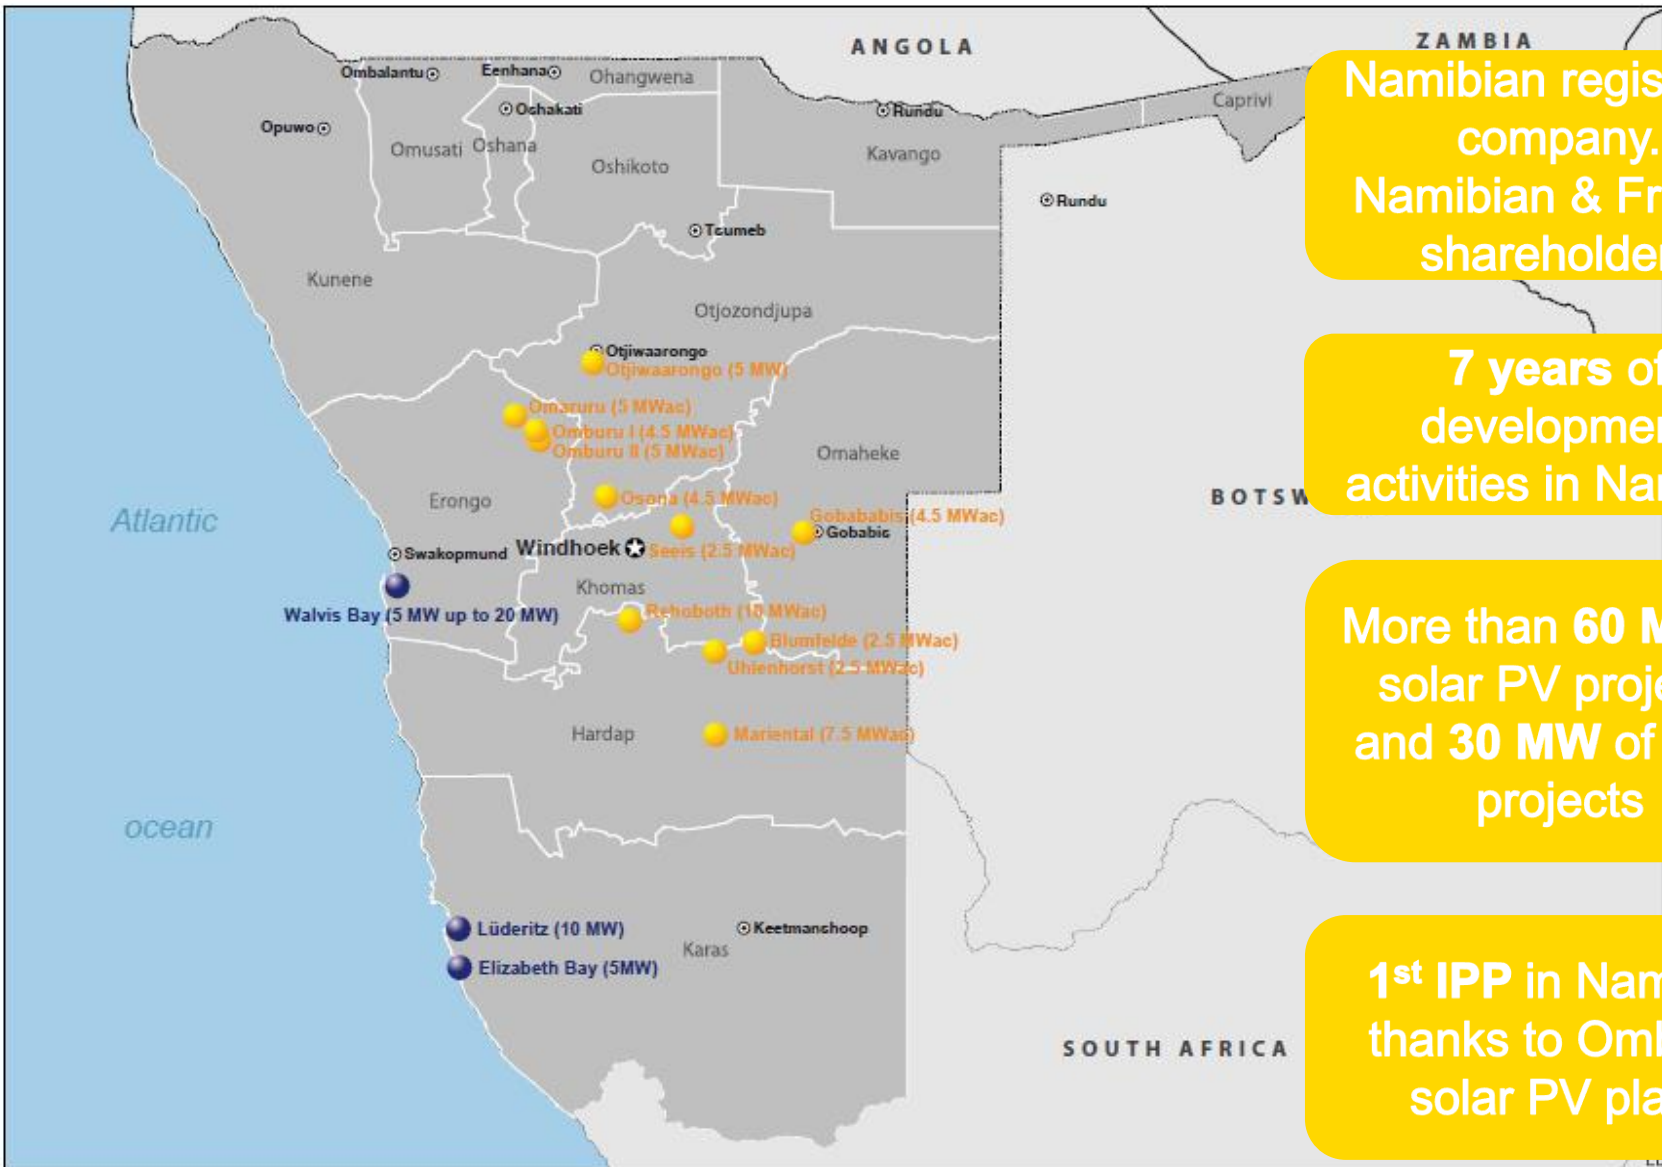 ANGOLA
ZAMBIA
Ombalantu
Eenhana
Ohangwena
Caprivi
Oshakati
Rundu
Opuwo
Omusati
Oshana
Oshikoto
Kavango
Rundu
Tsumeb
Kunene
Otjozondjupa
Otjiwaarongo
Otjiwaarongo (5 MW)
Omaruru (5 MWac)
Omburu I (4.5 MWac)
Omburu II (5 MWac)
Omaheke
Erongo
Osona (4.5 MWac)
BOTSW
Atlantic
Gobababis (4.5 MWac)
Gobabis
Swakopmund
Windhoek
Seeis (2.5 MWac)
Khomas
Walvis Bay (5 MW up to 20 MW)
Rehoboth (10 MWac)
Blumfelde (2.5 MWac)
Uhlenhorst (2.5 MWac)
Hardap
Mariental (7.5 MWac)
ocean
Lüderitz (10 MW)
Keetmanshoop
Karas
Elizabeth Bay (5MW)
SOUTH AFRICA
Namibian regis
company.
Namibian & Fr
shareholde
7 years of
developme
activities in Na
More than 60 M
solar PV proje
and 30 MW of
projects
1st IPP in Nam
thanks to Om
solar PV pla